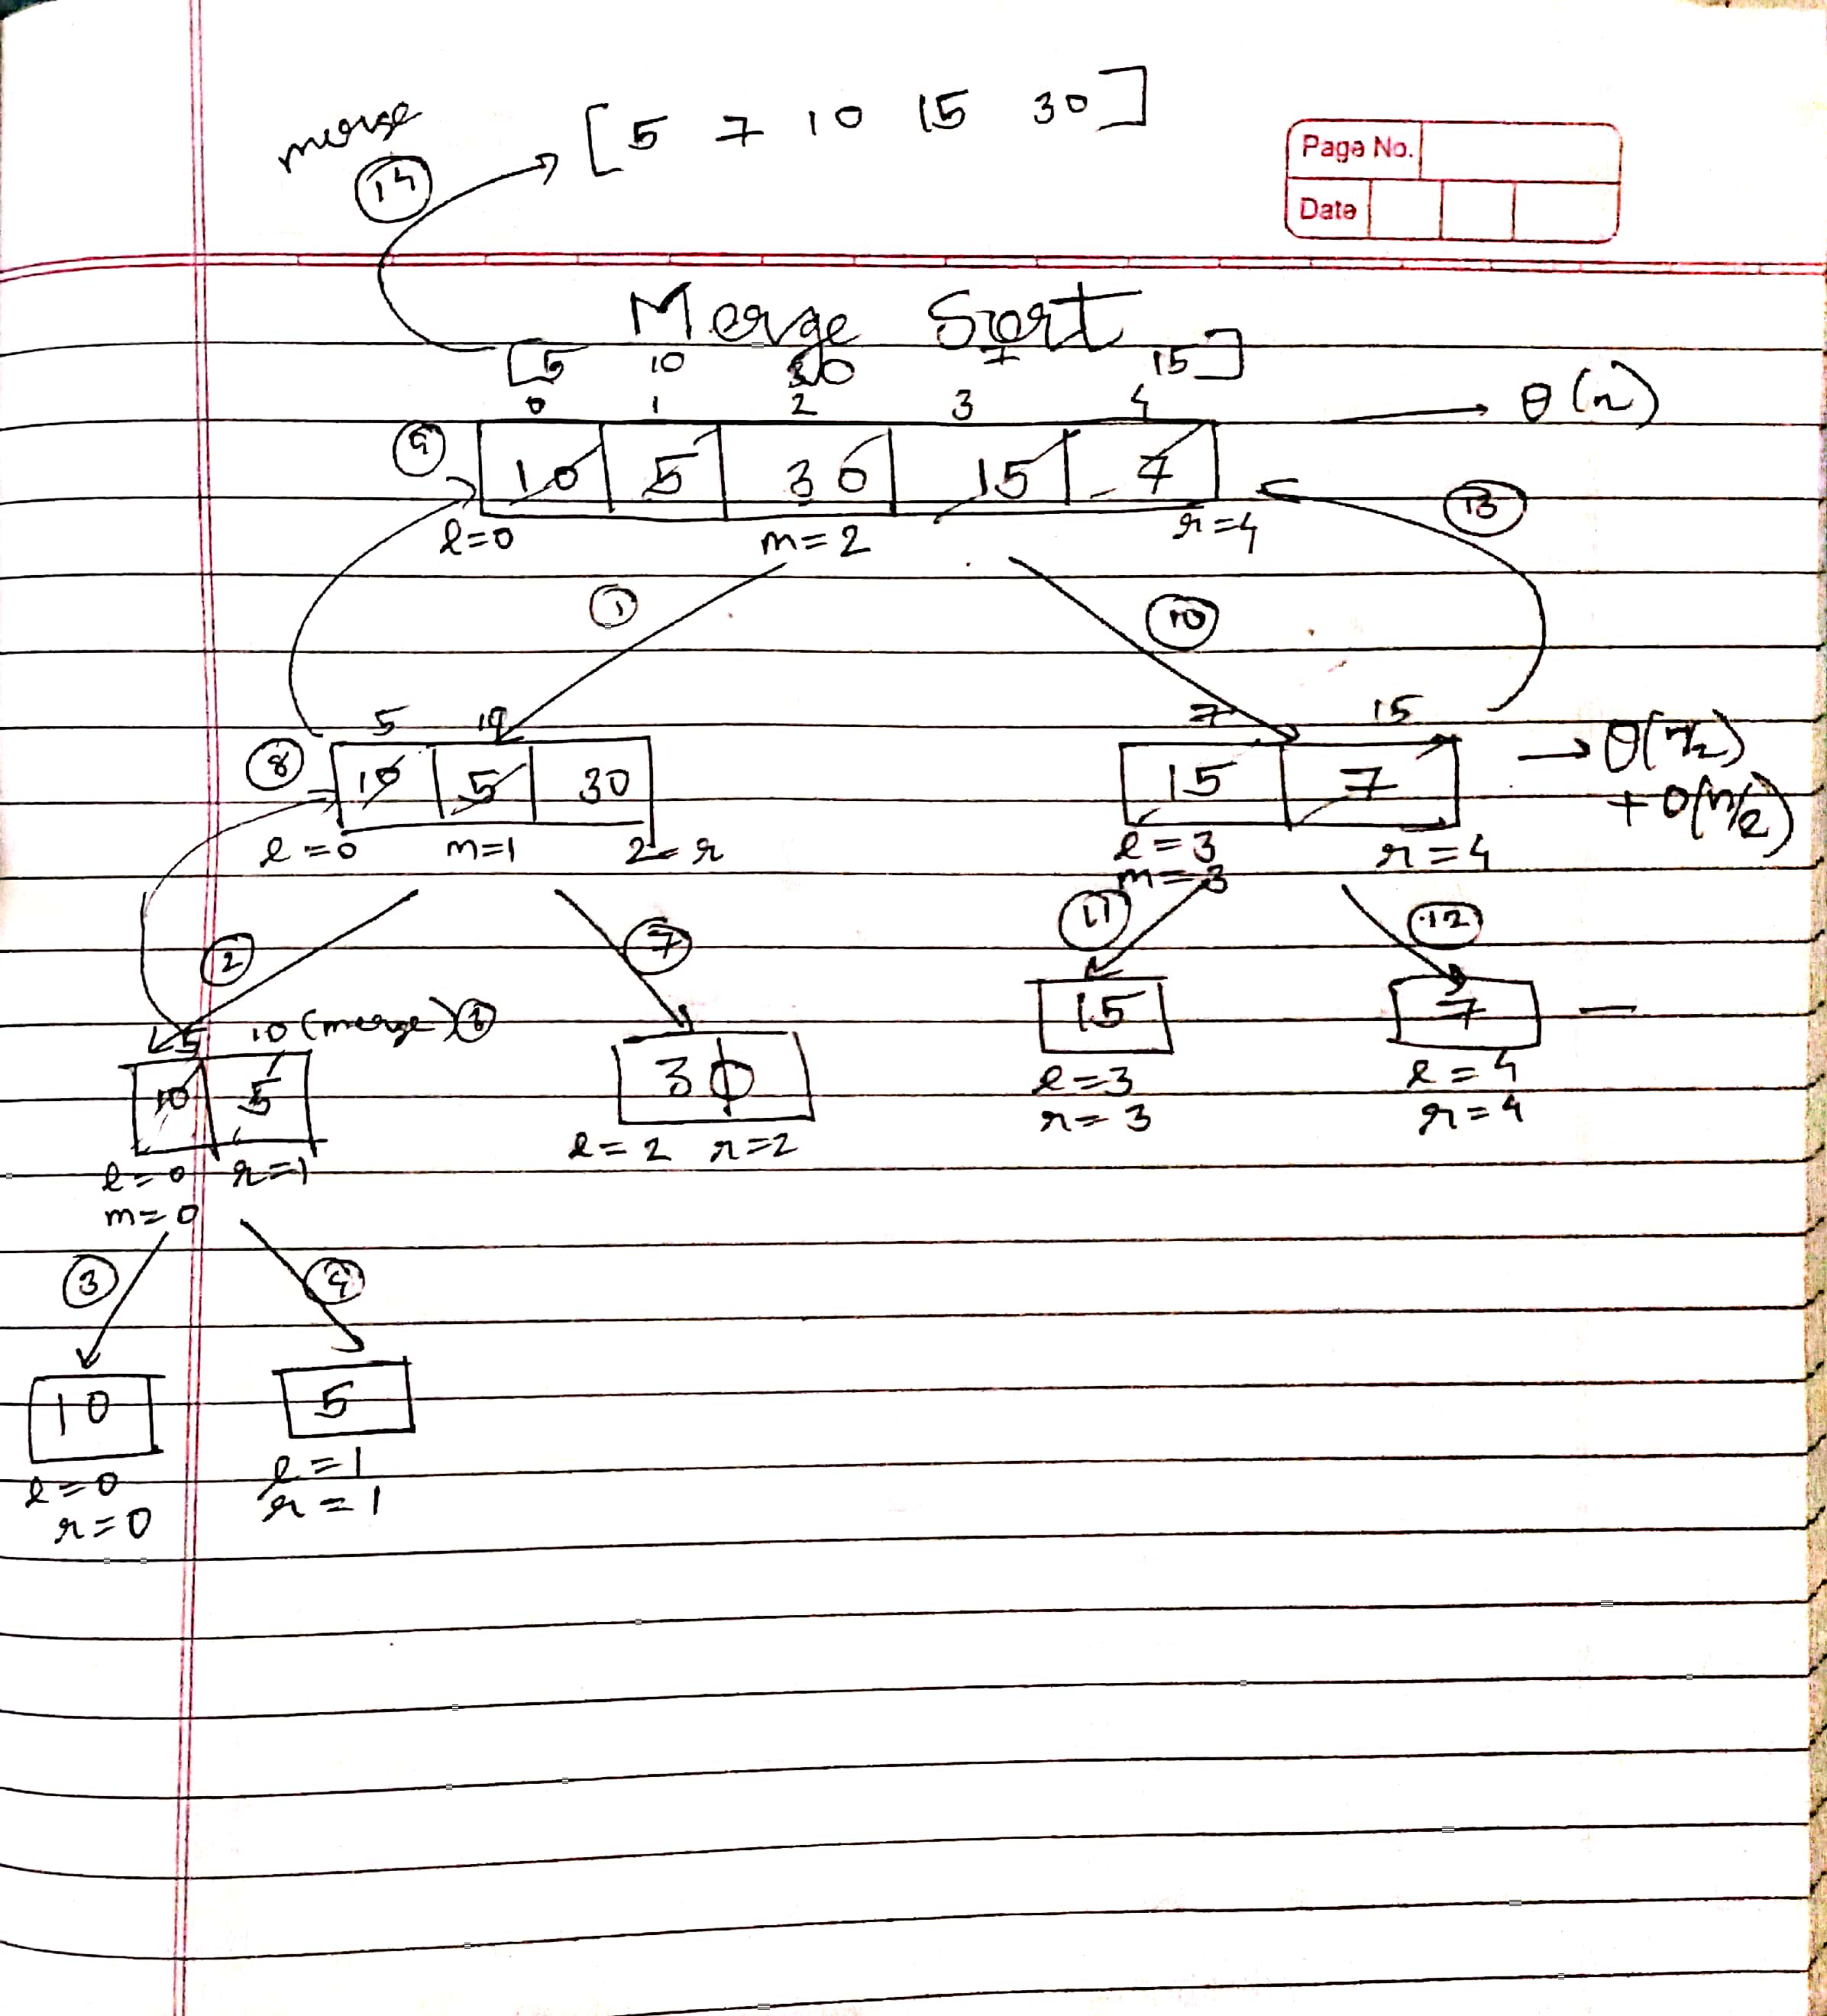 merge
14
[5 7 10 15 30]
Page No.
Date
Merge Sort
[5 10 30 7 15]
0 1 2 3 4
θ(n)
9
10 5 30 15 7
l=0 m=2 r=4
13
1 10
5 10 7 15
8
10 5 30 15 7
θ(n/2)
+θ(n/2)
l=0 m=1 2=r l=3 r=4
m=3
2 7 11 12
5 10 (merge)
15 7
10 5 30
l=3 l=4
r=3 r=4
l=0 r=1 l=2 r=2
m=0
3 4
10 5
l=0 l=1
r=0 r=1